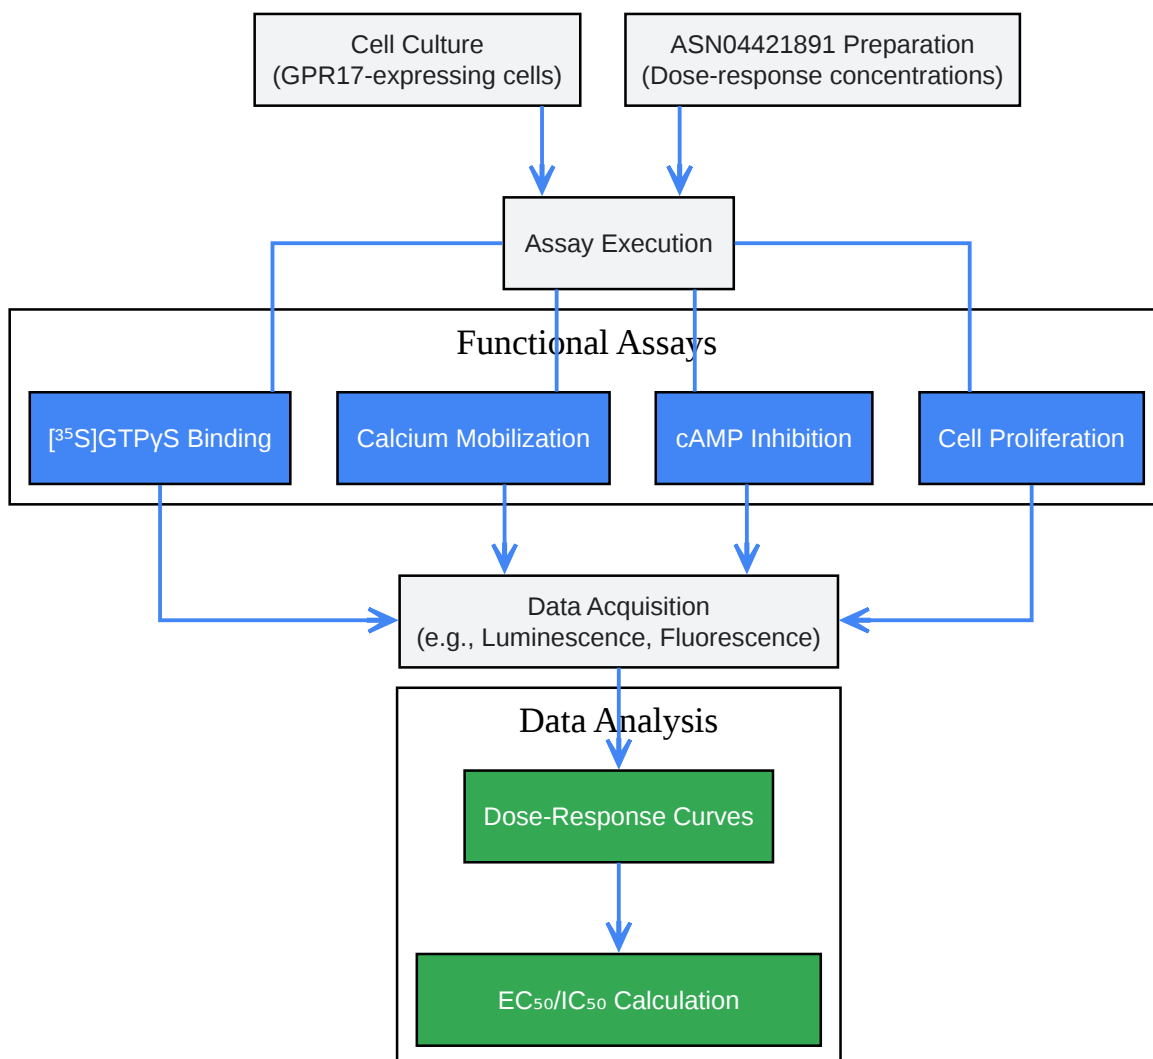 Cell Culture
(GPR17-expressing cells)
ASN04421891 Preparation
(Dose-response concentrations)
Assay Execution
Functional Assays
[³⁵S]GTPγS Binding
Calcium Mobilization
cAMP Inhibition
Cell Proliferation
Data Acquisition
(e.g., Luminescence, Fluorescence)
Data Analysis
Dose-Response Curves
EC₅₀/IC₅₀ Calculation